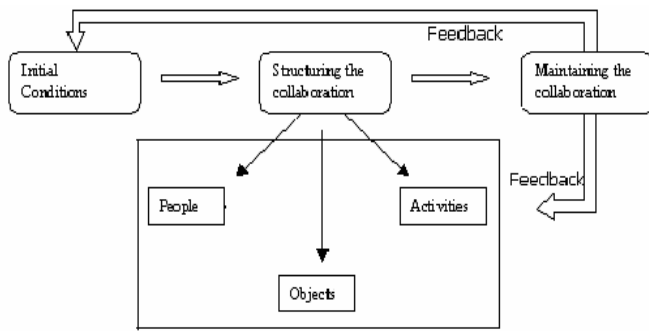 Feedback
Initial
Conditions
Structuring the
collaboration
Maintaining the
collaboration
Feedback
People
Activities
Objects